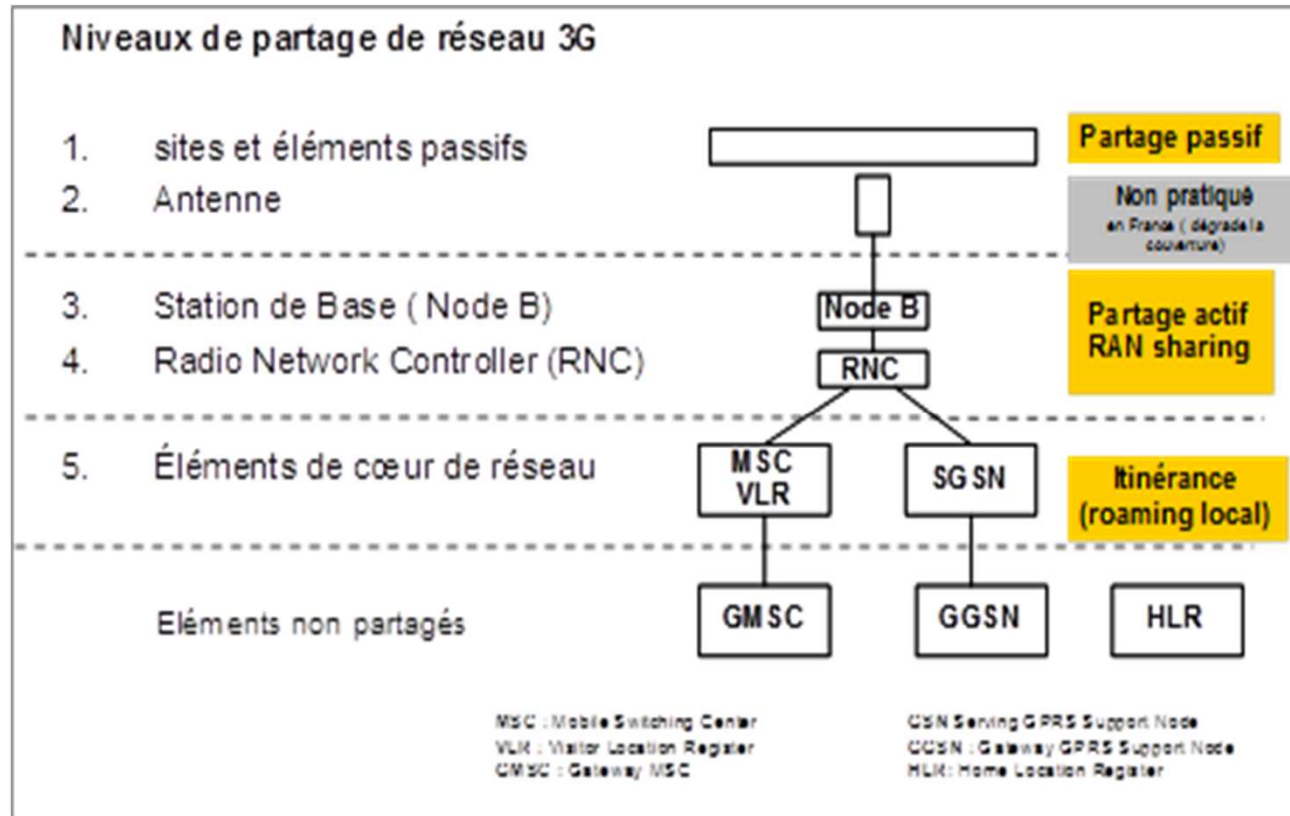 Niveaux de partage de réseau 3G
1. sites et éléments passifs
Partage passif
2. Antenne
Non pratiqué
en France ( dégrade la
couverture)
3. Station de Base ( Node B)
Node B
4. Radio Network Controller (RNC)
RNC
Partage actif
RAN sharing
5. Éléments de cœur de réseau
MSC
VLR
SGSN
Itinérance
(roaming local)
Eléments non partagés
GMSC
GGSN
HLR
MSC : Mobile Switching Center
VLR : Visitor Location Register
GMSC : Gateway MSC
GSN Serving GPRS Support Node
GGSN : Gateway GPRS Support Node
HLR: Home Location Register